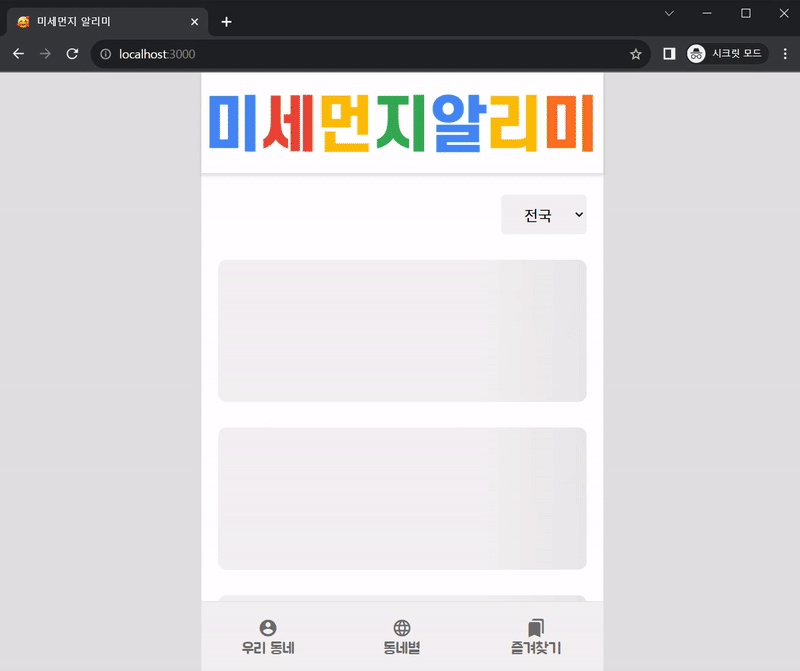 미세먼지 알리미
localhost:3000
시크릿 모드
미세먼지알리미
전국
우리 동네
동네별
즐겨찾기